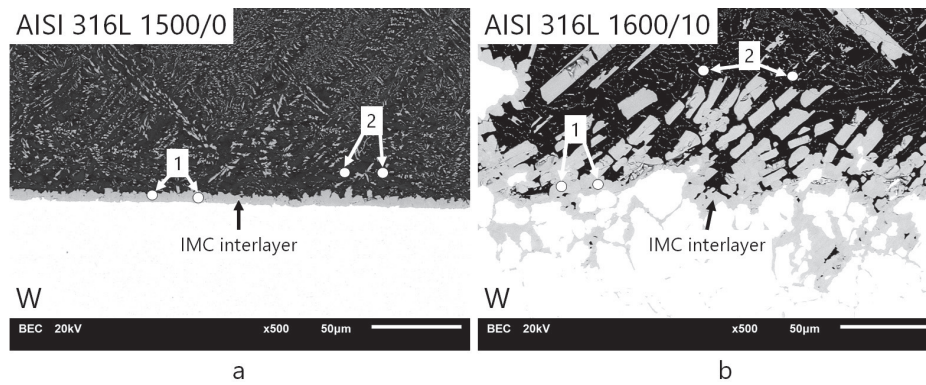 AISI 316L 1500/0
1
2
IMC interlayer
W
BEC 20kV x500 50µm
a
AISI 316L 1600/10
2
1
IMC interlayer
W
BEC 20kV x500 50µm
b